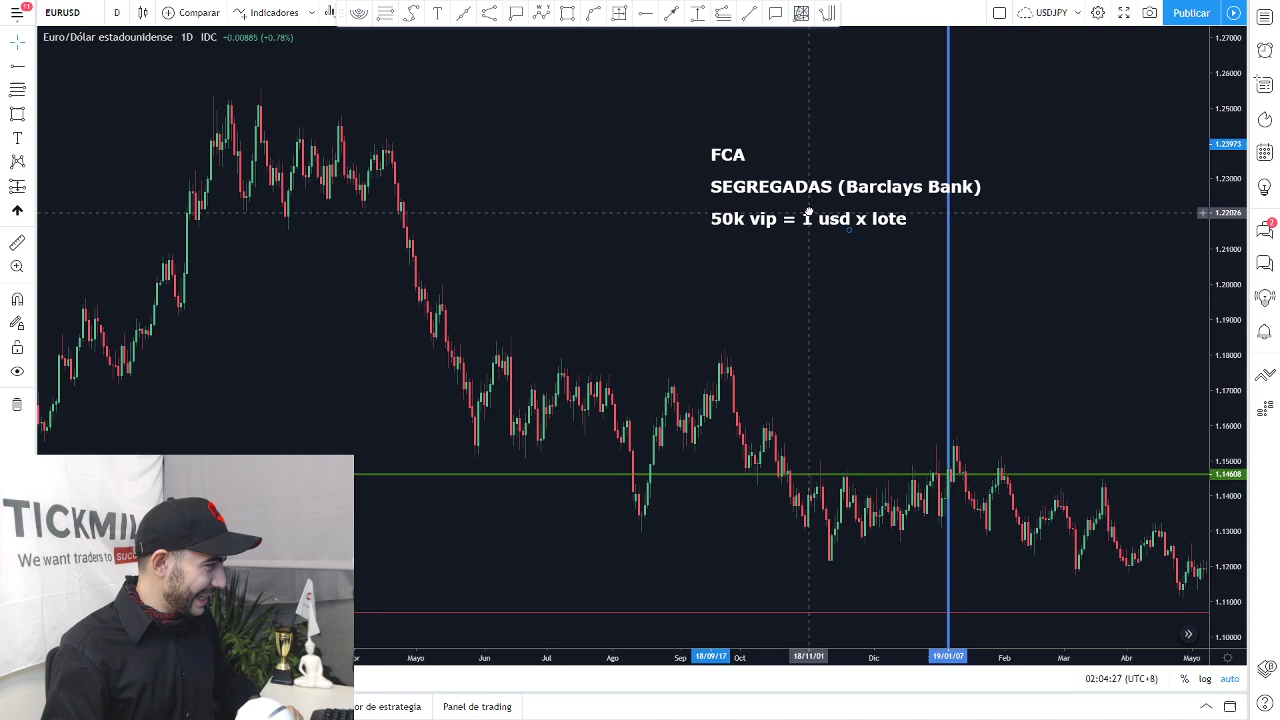 11
EURUSD
D
Comparar
Indicadores
USDJPY
Publicar
Euro/Dólar estadounidense · 1D · IDC +0.00885 (+0.78%)
FCA
SEGREGADAS (Barclays Bank)
50k vip = 1 usd x lote
1.27000
1.26000
1.25000
1.23973
1.23000
1.22026
1.21000
1.20000
1.19000
1.18000
1.17000
1.16000
1.15000
1.14608
1.14000
1.13000
1.12000
1.11000
1.10000
2
TICKMIL
We want traders to succ
Mayo
Jun
Jul
Ago
Sep
18/09/17
Oct
18/11/01
Dic
19/01/07
Feb
Mar
Abr
Mayo
02:04:27 (UTC+8)
%
log
auto
or de estrategia
Panel de trading